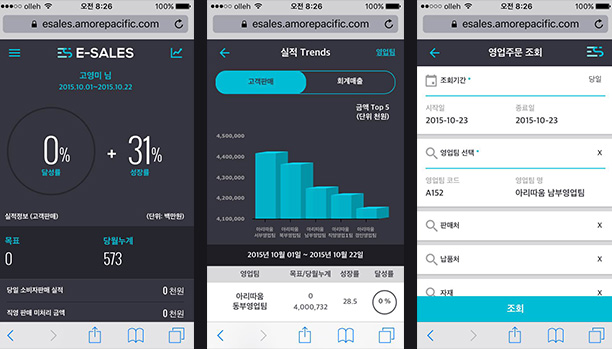 olleh 오전 8:26
esales.amorepacific.com
E-SALES
고영미 님
2015.10.01~2015.10.22
0%
달성률
+ 31%
성장률
실적정보 (고객판매) (단위: 백만원)
목표 당월누계
0 573
당일 소비자판매 실적 0 천원
직영 판매 미처리 금액 0 천원
olleh 오전 8:26
esales.amorepacific.com
실적 Trends 영업팀
고객판매 회계매출
금액 Top 5
(단위 천원)
4,500,000
4,400,000
4,300,000
4,200,000
4,100,000
아리따움 아리따움 아리따움 아리따움 아리따움
서부영업팀 북부영업팀 남부영업팀 직영영업1팀 경인영업팀
2015년 10월 01일 ~ 2015년 10월 22일
영업팀 목표/당월누계 성장률 달성률
아리따움
동부영업팀
0
4,000,732
28.5
0 %
olleh 오전 8:26
esales.amorepacific.com
영업주문 조회
조회기간 * 당일
시작일 종료일
2015-10-23 2015-10-23
영업팀 선택 * X
영업팀 코드 영업팀 명
A152 아리따움 남부영업팀
판매처 X
납품처 X
자재 X
조회